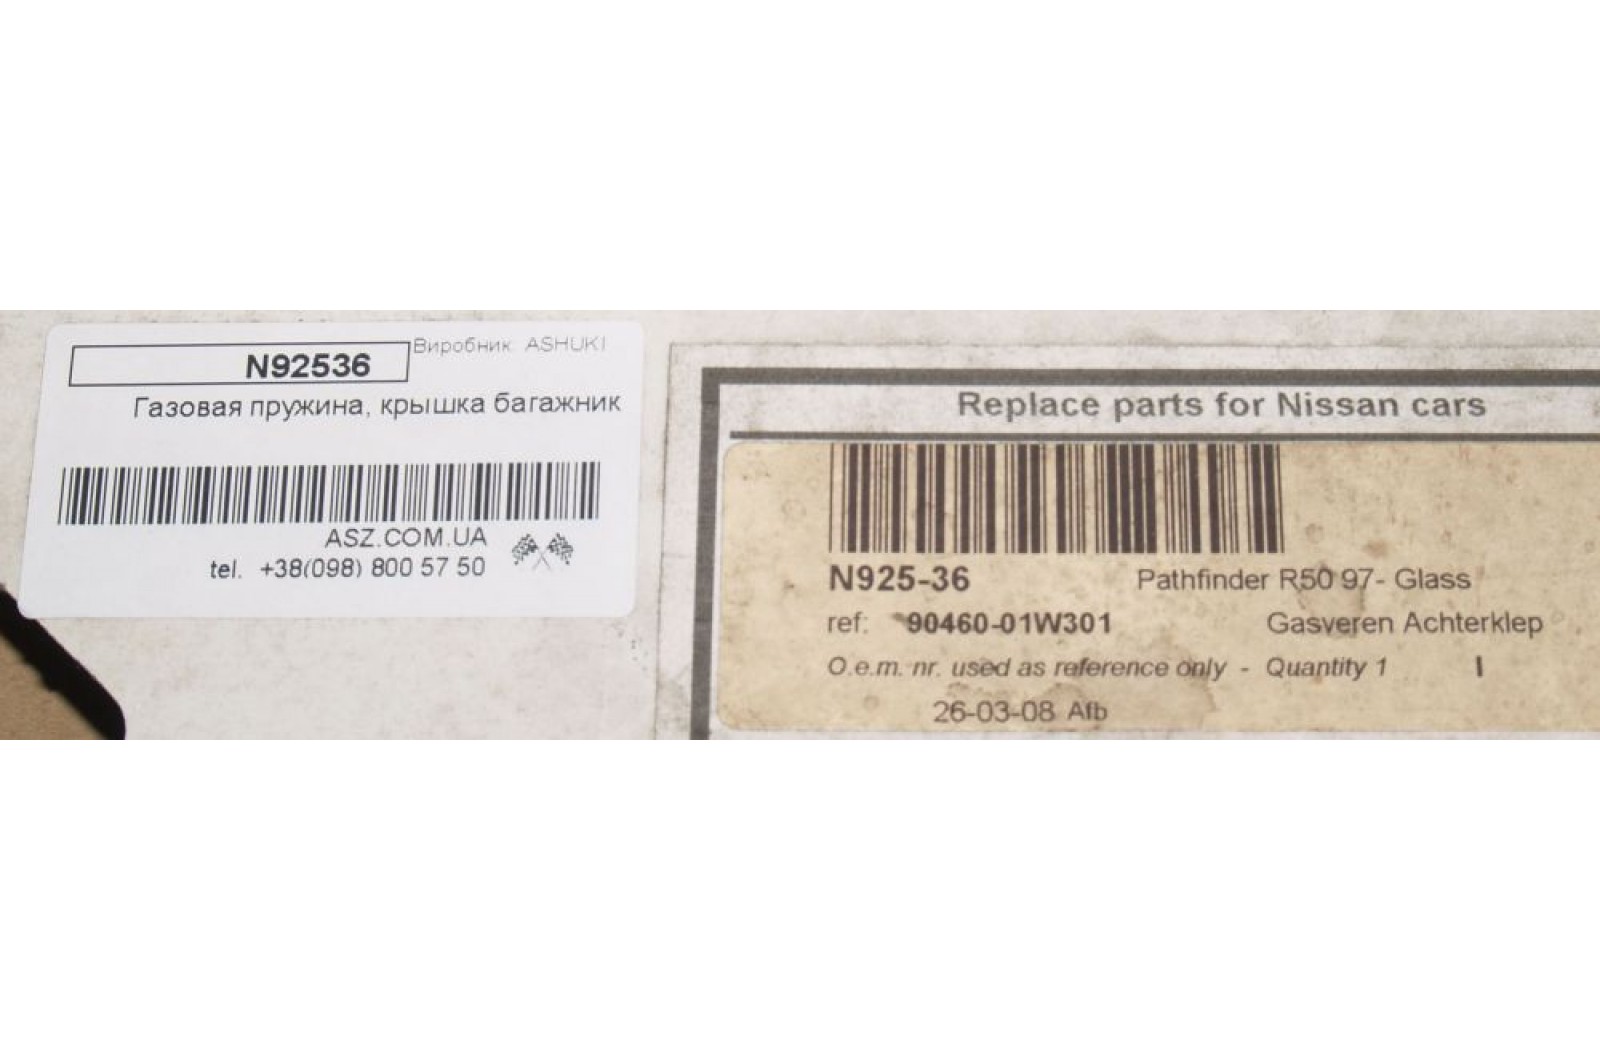 N92536
Виробник: ASHUKI
Газовая пружина, крышка багажник
ASZ.COM.UA
tel. +38(098) 800 57 50
Replace parts for Nissan cars
N925-36 Pathfinder R50 97- Glass
ref: 90460-01W301 Gasveren Achterklep
O.e.m. nr. used as reference only - Quantity 1 I
26-03-08 Afb